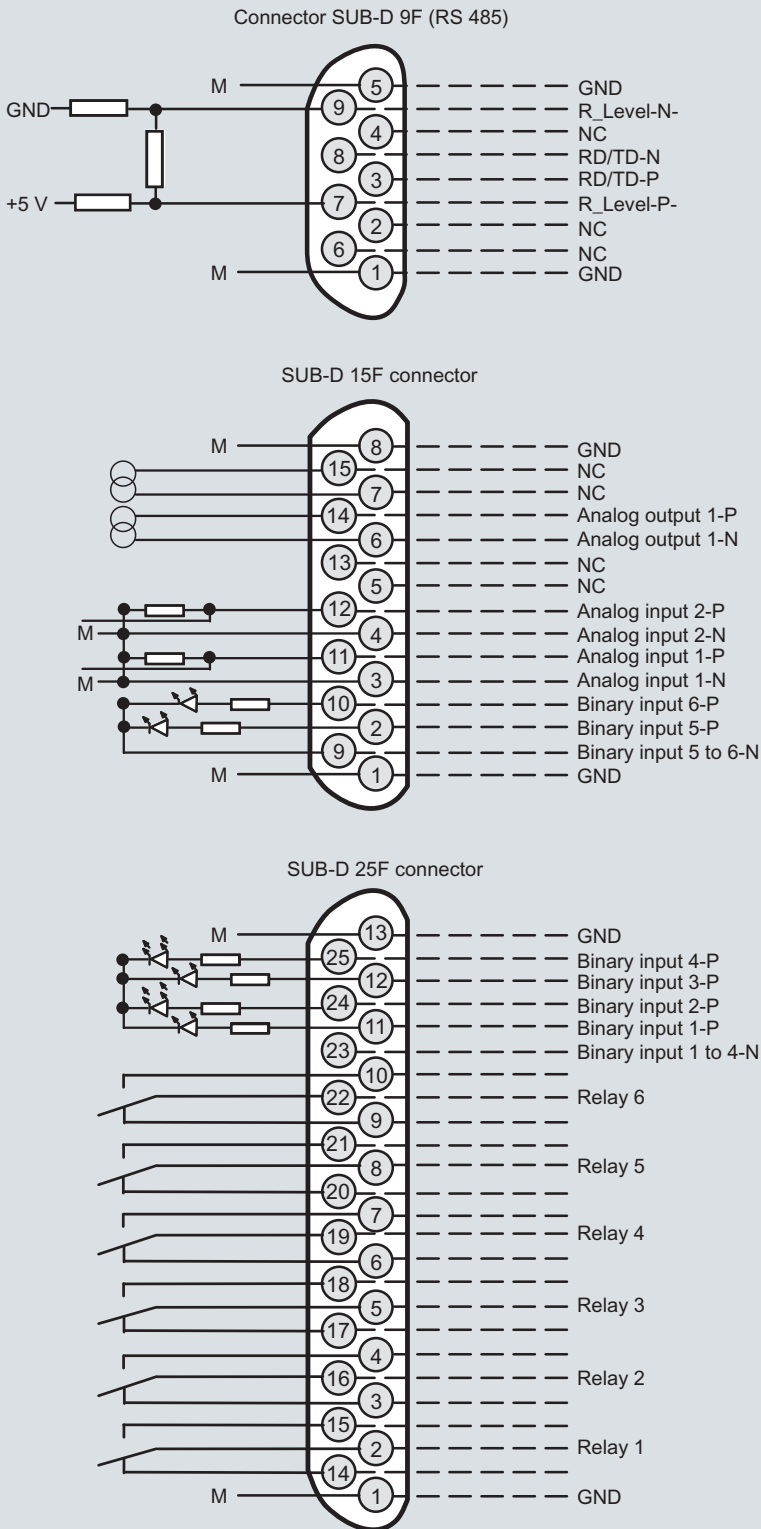 Connector SUB-D 9F (RS 485)
M 5 GND
GND 9 R_Level-N-
4 NC
8 RD/TD-N
3 RD/TD-P
+5 V 7 R_Level-P-
2 NC
6 NC
M 1 GND
SUB-D 15F connector
M 8 GND
15 NC
7 NC
14 Analog output 1-P
6 Analog output 1-N
13 NC
5 NC
12 Analog input 2-P
M 4 Analog input 2-N
11 Analog input 1-P
M 3 Analog input 1-N
10 Binary input 6-P
2 Binary input 5-P
9 Binary input 5 to 6-N
M 1 GND
SUB-D 25F connector
M 13 GND
25 Binary input 4-P
12 Binary input 3-P
24 Binary input 2-P
11 Binary input 1-P
23 Binary input 1 to 4-N
10
22 Relay 6
9
21
8 Relay 5
20
7
19 Relay 4
6
18
5 Relay 3
17
4
16 Relay 2
3
15
2 Relay 1
14
M 1 GND